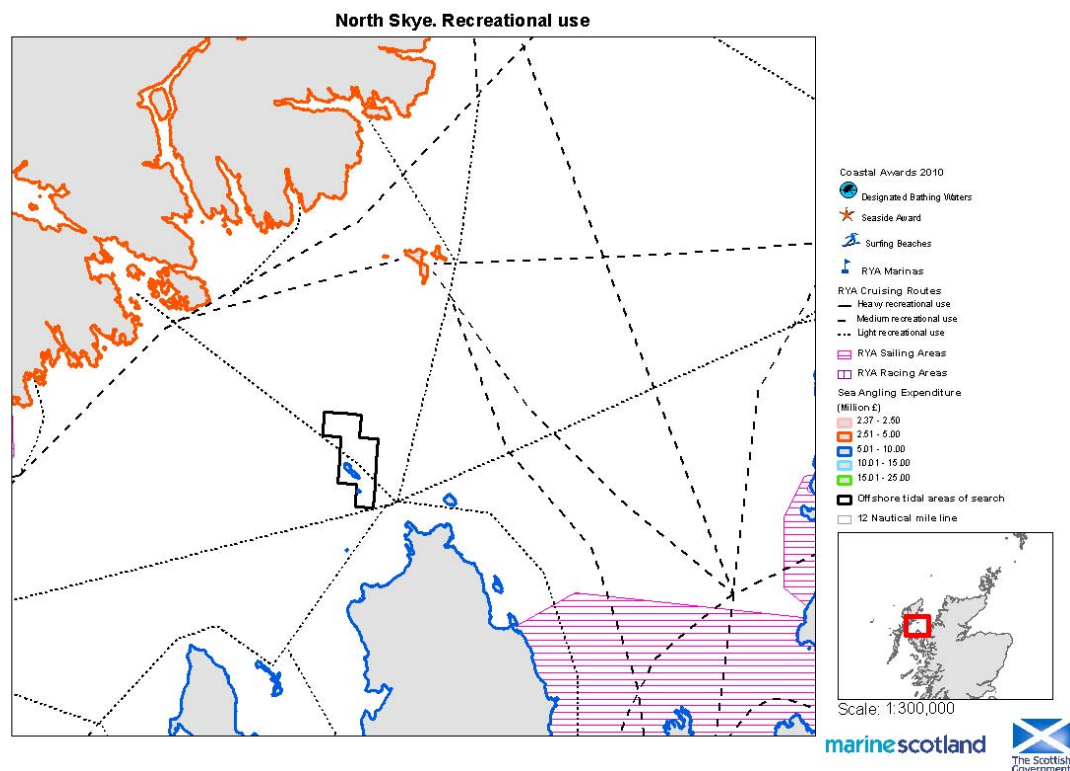 North Skye. Recreational use
Coastal Awards 2010
Designated Bathing Waters
Seaside Award
Surfing Beaches
RYA Marinas
RYA Cruising Routes
Heavy recreational use
Medium recreational use
Light recreational use
RYA Sailing Areas
RYA Racing Areas
Sea Angling Expenditure
(Million £)
2.37 - 2.50
2.51 - 5.00
5.01 - 10.00
10.01 - 15.00
15.01 - 25.00
Offshore tidal areas of search
12 Nautical mile line
Scale: 1:300,000
marinescotland
The Scottish
Government